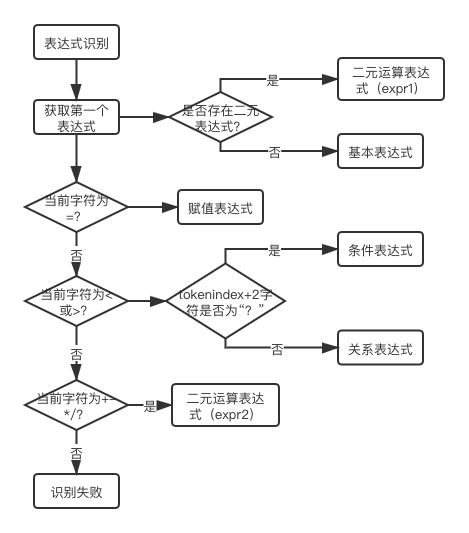 表达式识别
获取第一个
表达式
是否存在二元
表达式?
是
二元运算表达
式（expr1）
否
基本表达式
当前字符为
=?
赋值表达式
否
当前字符为<
或>?
tokenindex+2字
符是否为“？”
是
条件表达式
否
关系表达式
否
当前字符为+-
*/?
是
二元运算表达
式（expr2）
否
识别失败